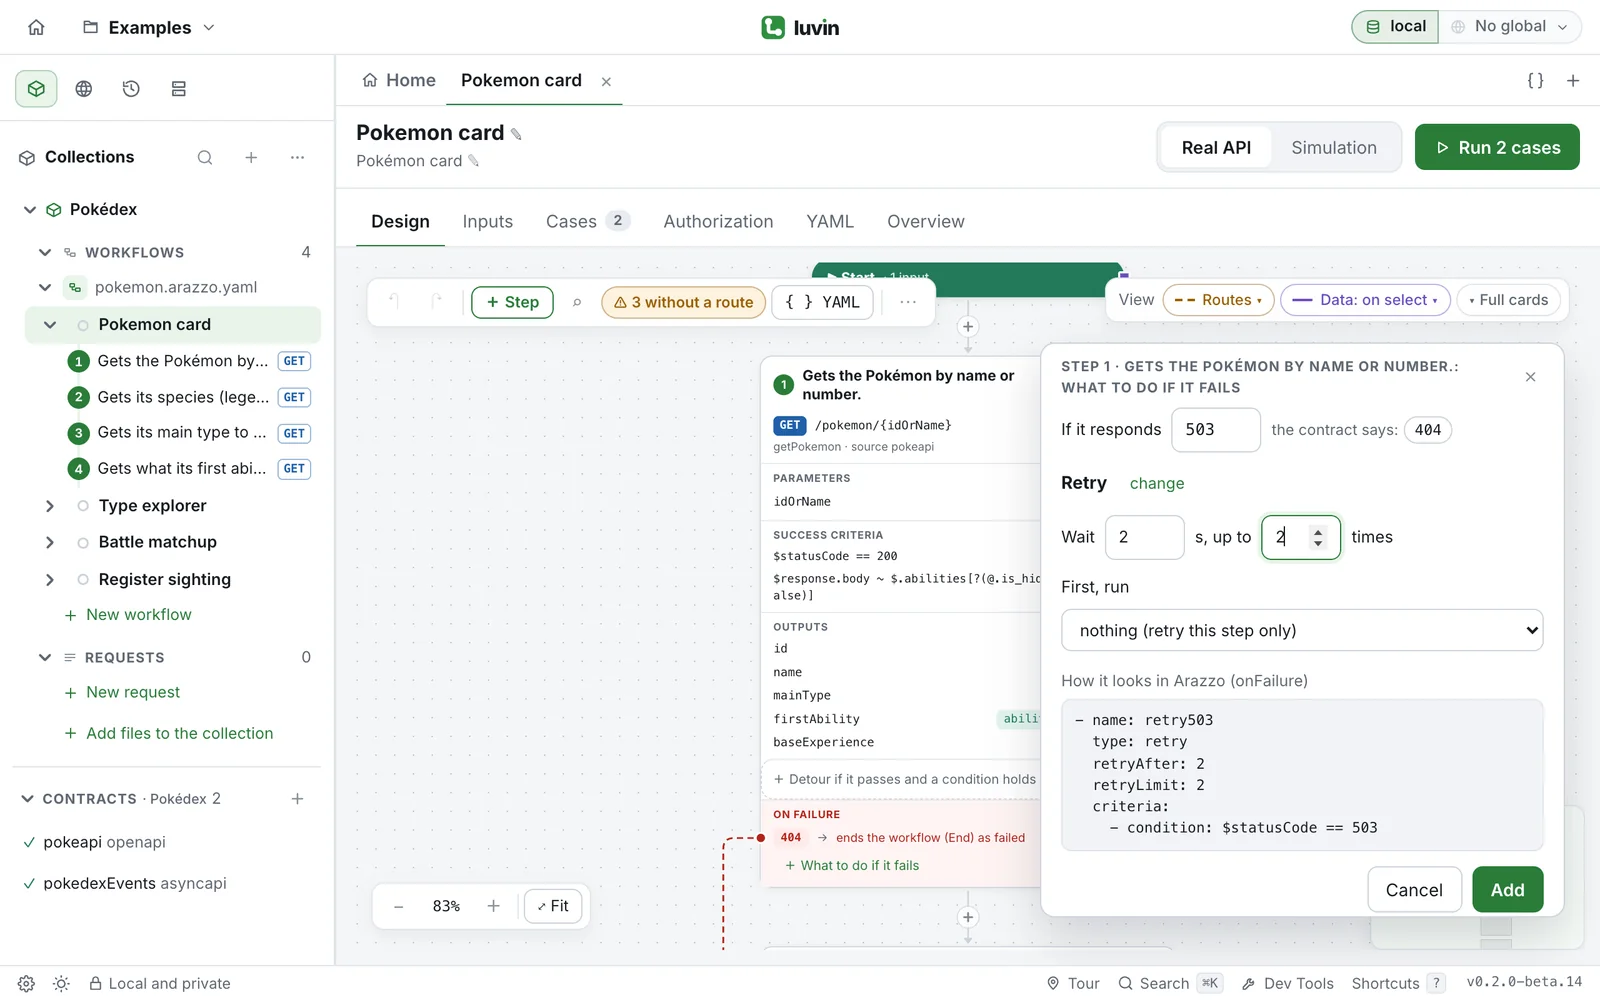 Examples
luvin
local
No global
Home
Pokemon card
Pokemon card
Pokémon card
Real API
Simulation
Run 2 cases
Design
Inputs
Cases 2
Authorization
YAML
Overview
Collections
Pokédex
WORKFLOWS 4
pokemon.arazzo.yaml
Pokemon card
1 Gets the Pokémon by... GET
2 Gets its species (lege... GET
3 Gets its main type to ... GET
4 Gets what its first abi... GET
Type explorer
Battle matchup
Register sighting
+ New workflow
REQUESTS 0
+ New request
+ Add files to the collection
CONTRACTS · Pokédex 2
pokeapi openapi
pokedexEvents asyncapi
Start · 1 input
+ Step
3 without a route
{ } YAML
View
Routes
Data: on select
Full cards
1 Gets the Pokémon by name or
number.
GET /pokemon/{idOrName}
getPokemon · source pokeapi
PARAMETERS
idOrName
SUCCESS CRITERIA
$statusCode == 200
$response.body ~ $.abilities[?(@.is_hid
alse)]
OUTPUTS
id
name
mainType
firstAbility
abili
baseExperience
+ Detour if it passes and a condition holds
ON FAILURE
404 → ends the workflow (End) as failed
+ What to do if it fails
STEP 1 · GETS THE POKÉMON BY NAME OR NUMBER.:
WHAT TO DO IF IT FAILS
If it responds 503 the contract says: 404
Retry change
Wait 2 s, up to 2 times
First, run
nothing (retry this step only)
How it looks in Arazzo (onFailure)
- name: retry503
type: retry
retryAfter: 2
retryLimit: 2
criteria:
- condition: $statusCode == 503
Cancel
Add
− 83% +
Fit
Local and private
Tour
Search ⌘K
Dev Tools
Shortcuts ?
v0.2.0-beta.14